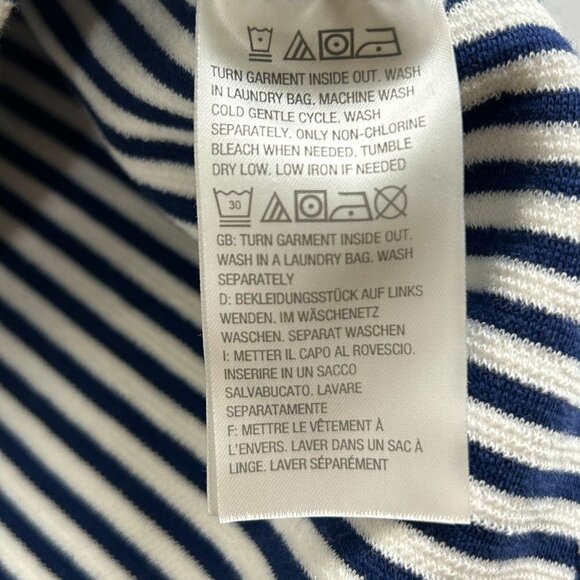 TURN GARMENT INSIDE OUT. WASH
IN LAUNDRY BAG. MACHINE WASH
COLD GENTLE CYCLE. WASH
SEPARATELY. ONLY NON-CHLORINE
BLEACH WHEN NEEDED. TUMBLE
DRY LOW. LOW IRON IF NEEDED
30
GB: TURN GARMENT INSIDE OUT.
WASH IN A LAUNDRY BAG. WASH
SEPARATELY
D: BEKLEIDUNGSSTÜCK AUF LINKS
WENDEN. IM WÄSCHENETZ
WASCHEN. SEPARAT WASCHEN
I: METTER IL CAPO AL ROVESCIO.
INSERIRE IN UN SACCO
SALVABUCATO. LAVARE
SEPARATAMENTE
F: METTRE LE VÊTEMENT À
L'ENVERS. LAVER DANS UN SAC À
LINGE. LAVER SÉPARÉMENT